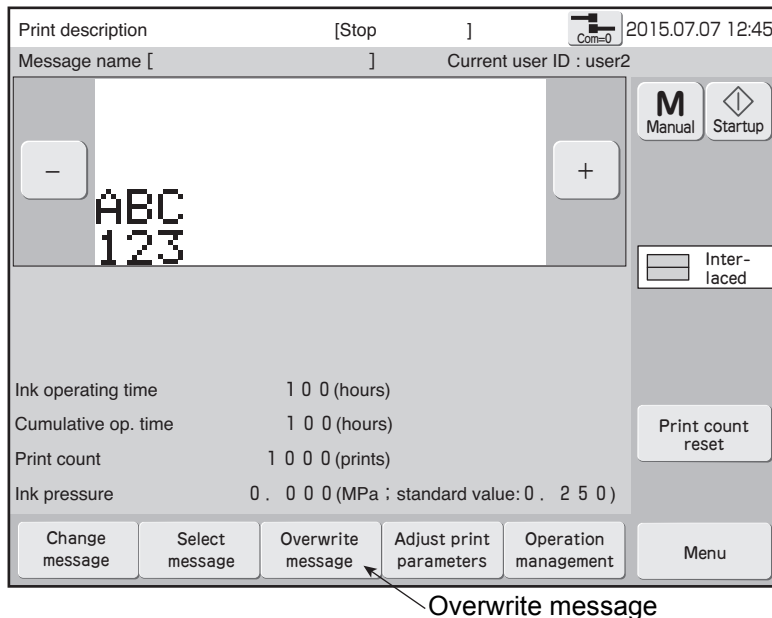 Print description [Stop ] Com=0 2015.07.07 12:45
Message name [ ] Current user ID : user2
M
Manual
Startup
－
＋
ABC
123
Inter-
laced
Ink operating time 1 0 0 (hours)
Cumulative op. time 1 0 0 (hours)
Print count 1 0 0 0 (prints)
Print count
reset
Ink pressure 0 . 0 0 0 (MPa ; standard value: 0 . 2 5 0 )
Change
message
Select
message
Overwrite
message
Adjust print
parameters
Operation
management
Menu
Overwrite message